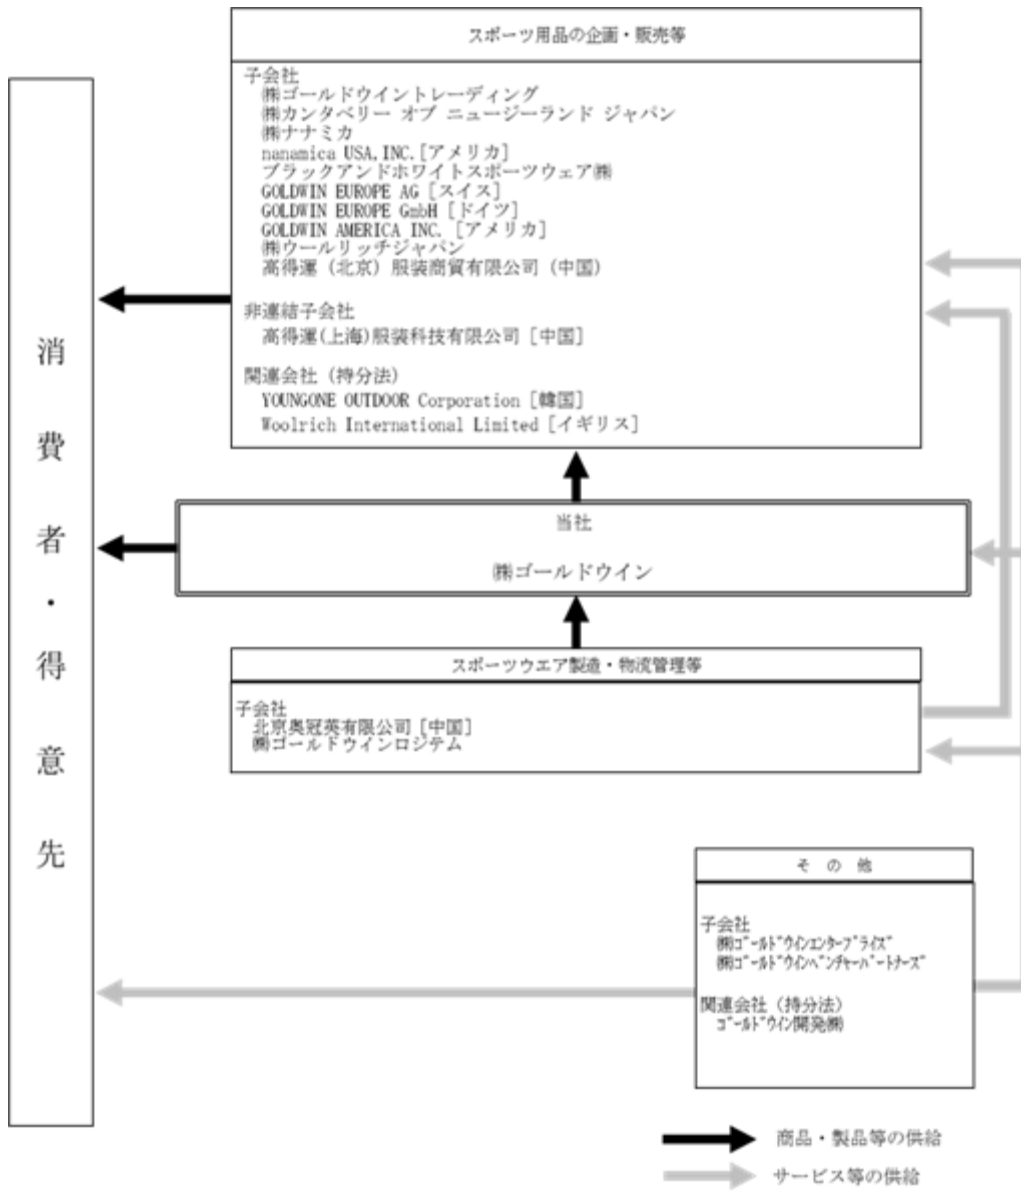 スポーツ用品の企画・販売等
子会社
㈱ゴールドウイントレーディング
㈱カンタベリー オブ ニュージーランド ジャパン
㈱ナナミカ
nanamica USA,INC.[アメリカ]
ブラックアンドホワイトスポーツウェア㈱
GOLDWIN EUROPE AG [スイス]
GOLDWIN EUROPE GmbH [ドイツ]
GOLDWIN AMERICA INC. [アメリカ]
㈱ウールリッチジャパン
高得運（北京）服装商貿有限公司（中国）
非連結子会社
高得運(上海)服装科技有限公司 [中国]
関連会社（持分法）
YOUNGONE OUTDOOR Corporation [韓国]
Woolrich International Limited [イギリス]
消費者・得意先
当社
㈱ゴールドウイン
スポーツウエア製造・物流管理等
子会社
北京奥冠英有限公司 [中国]
㈱ゴールドウインロジテム
その他
子会社
㈱ｺﾞｰﾙﾄﾞｳｲﾝｴﾝﾀｰﾌﾟﾗｲｽﾞ
㈱ｺﾞｰﾙﾄﾞｳｲﾝﾍﾞﾝﾁｬｰﾊﾟｰﾄﾅｰｽﾞ
関連会社（持分法）
ｺﾞｰﾙﾄﾞｳｲﾝ開発㈱
商品・製品等の供給
サービス等の供給